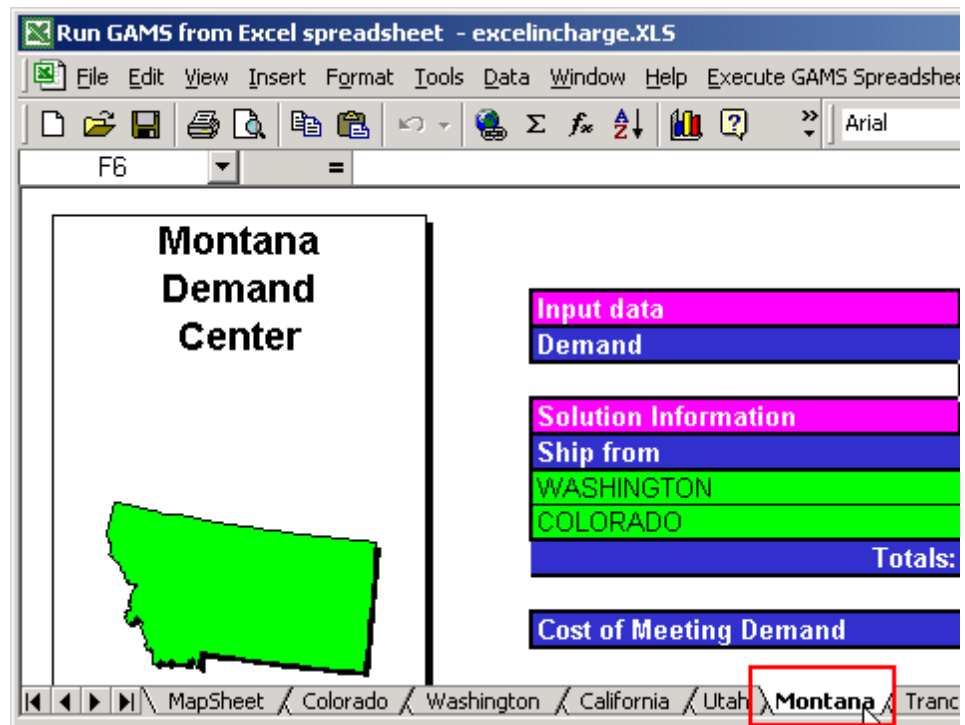 Run GAMS from Excel spreadsheet - excelincharge.XLS
File Edit View Insert Format Tools Data Window Help Execute GAMS Spreadshee
Arial
F6 =
Montana
Demand
Center
Input data
Demand
Solution Information
Ship from
WASHINGTON
COLORADO
Totals:
Cost of Meeting Demand
MapSheet Colorado Washington California Utah Montana Tranc